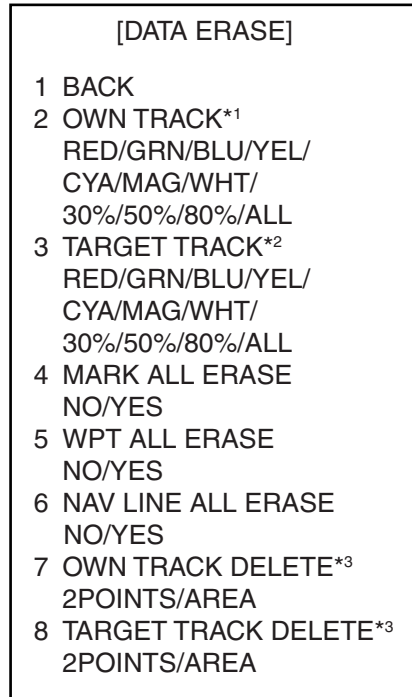 [DATA ERASE]
1 BACK
2 OWN TRACK*1
RED/GRN/BLU/YEL/
CYA/MAG/WHT/
30%/50%/80%/ALL
3 TARGET TRACK*2
RED/GRN/BLU/YEL/
CYA/MAG/WHT/
30%/50%/80%/ALL
4 MARK ALL ERASE
NO/YES
5 WPT ALL ERASE
NO/YES
6 NAV LINE ALL ERASE
NO/YES
7 OWN TRACK DELETE*3
2POINTS/AREA
8 TARGET TRACK DELETE*3
2POINTS/AREA